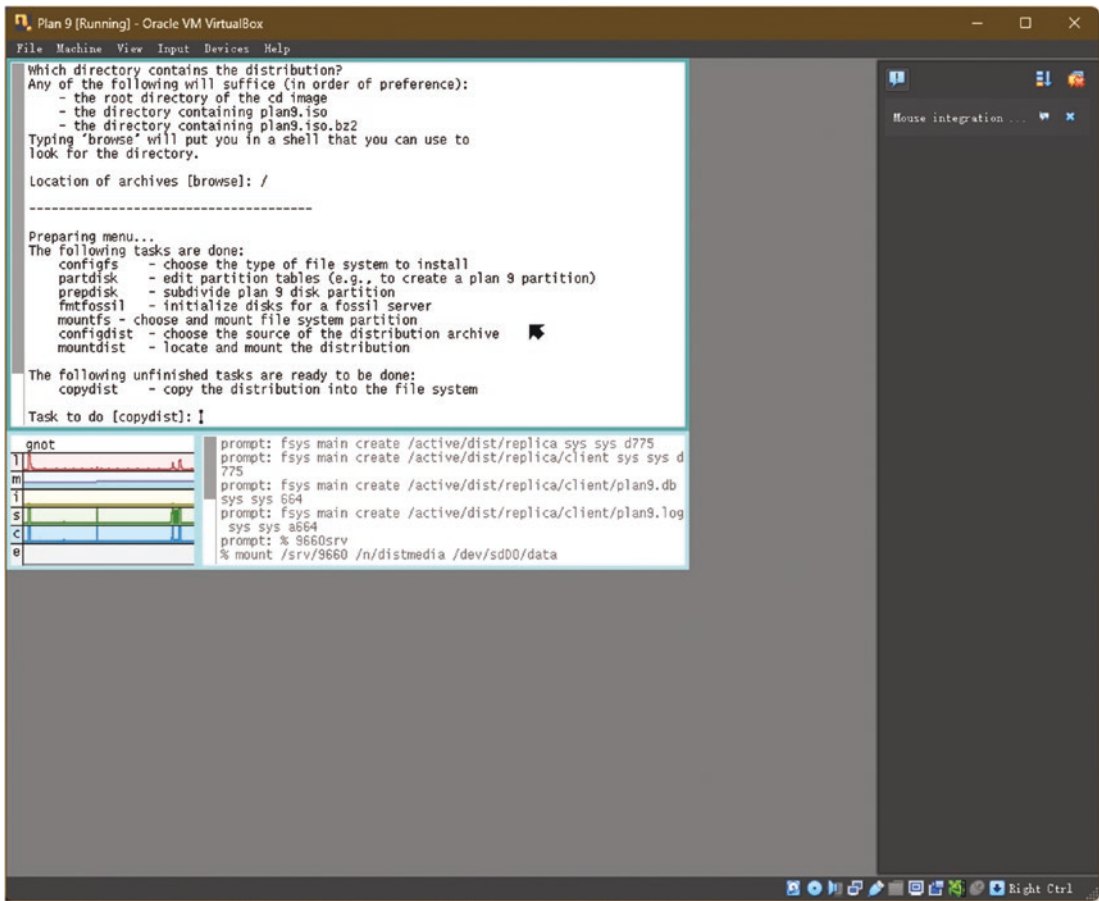 Plan 9 [Running] - Oracle VM VirtualBox
File Machine View Input Devices Help
Which directory contains the distribution?
Any of the following will suffice (in order of preference):
- the root directory of the cd image
- the directory containing plan9.iso
- the directory containing plan9.iso.bz2
Typing 'browse' will put you in a shell that you can use to
look for the directory.
Location of archives [browse]: /
--------------------------------------
Preparing menu...
The following tasks are done:
configfs - choose the type of file system to install
partdisk - edit partition tables (e.g., to create a plan 9 partition)
prepdisk - subdivide plan 9 disk partition
fmtfossil - initialize disks for a fossil server
mountfs - choose and mount file system partition
configdist - choose the source of the distribution archive
mountdist - locate and mount the distribution
The following unfinished tasks are ready to be done:
copydist - copy the distribution into the file system
Task to do [copydist]:
gnot
l
m
i
s
c
e
prompt: fsys main create /active/dist/replica sys sys d775
prompt: fsys main create /active/dist/replica/client sys sys d
775
prompt: fsys main create /active/dist/replica/client/plan9.db
sys sys 664
prompt: fsys main create /active/dist/replica/client/plan9.log
sys sys a664
prompt: % 9660srv
% mount /srv/9660 /n/distmedia /dev/sdD0/data
Mouse integration ...
Right Ctrl